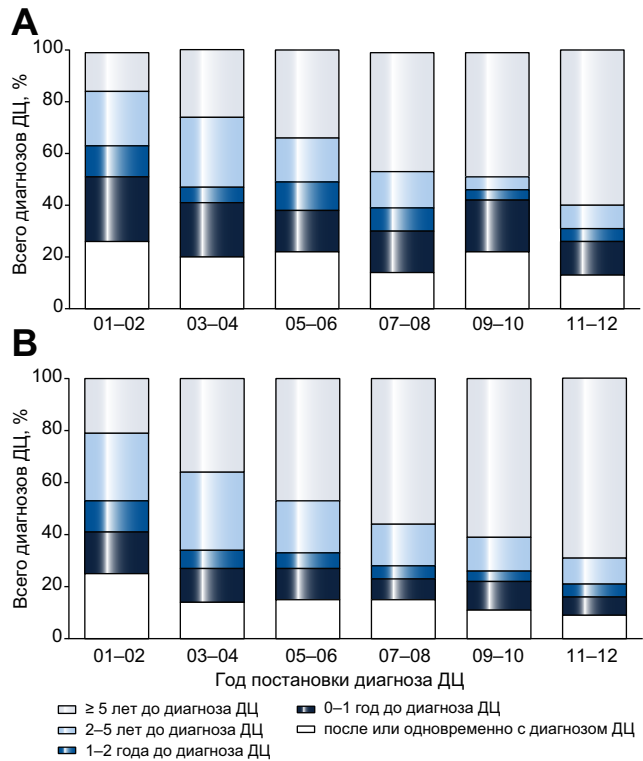 A
Всего диагнозов ДЦ, %
100
80
60
40
20
0
01–02 03–04 05–06 07–08 09–10 11–12
B
Всего диагнозов ДЦ, %
100
80
60
40
20
0
01–02 03–04 05–06 07–08 09–10 11–12
Год постановки диагноза ДЦ
≥ 5 лет до диагноза ДЦ
2–5 лет до диагноза ДЦ
1–2 года до диагноза ДЦ
0–1 год до диагноза ДЦ
после или одновременно с диагнозом ДЦ